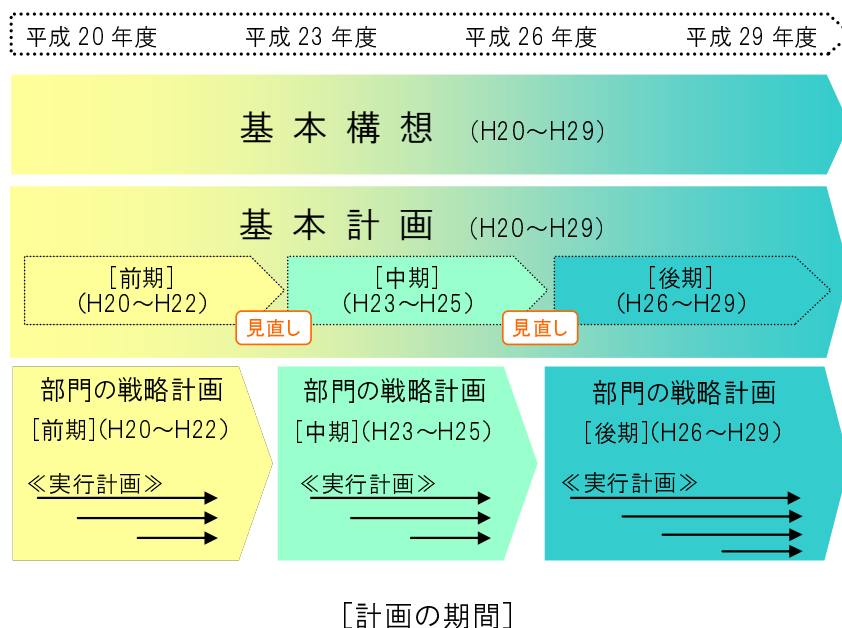 平成 20 年度 平成 23 年度 平成 26 年度 平成 29 年度
基 本 構 想 (H20~H29)
基 本 計 画 (H20~H29)
[前期]
(H20~H22)
[中期]
(H23~H25)
[後期]
(H26~H29)
見直し
見直し
部門の戦略計画
[前期](H20~H22)
≪実行計画≫
部門の戦略計画
[中期](H23~H25)
≪実行計画≫
部門の戦略計画
[後期](H26~H29)
≪実行計画≫
[計画の期間]